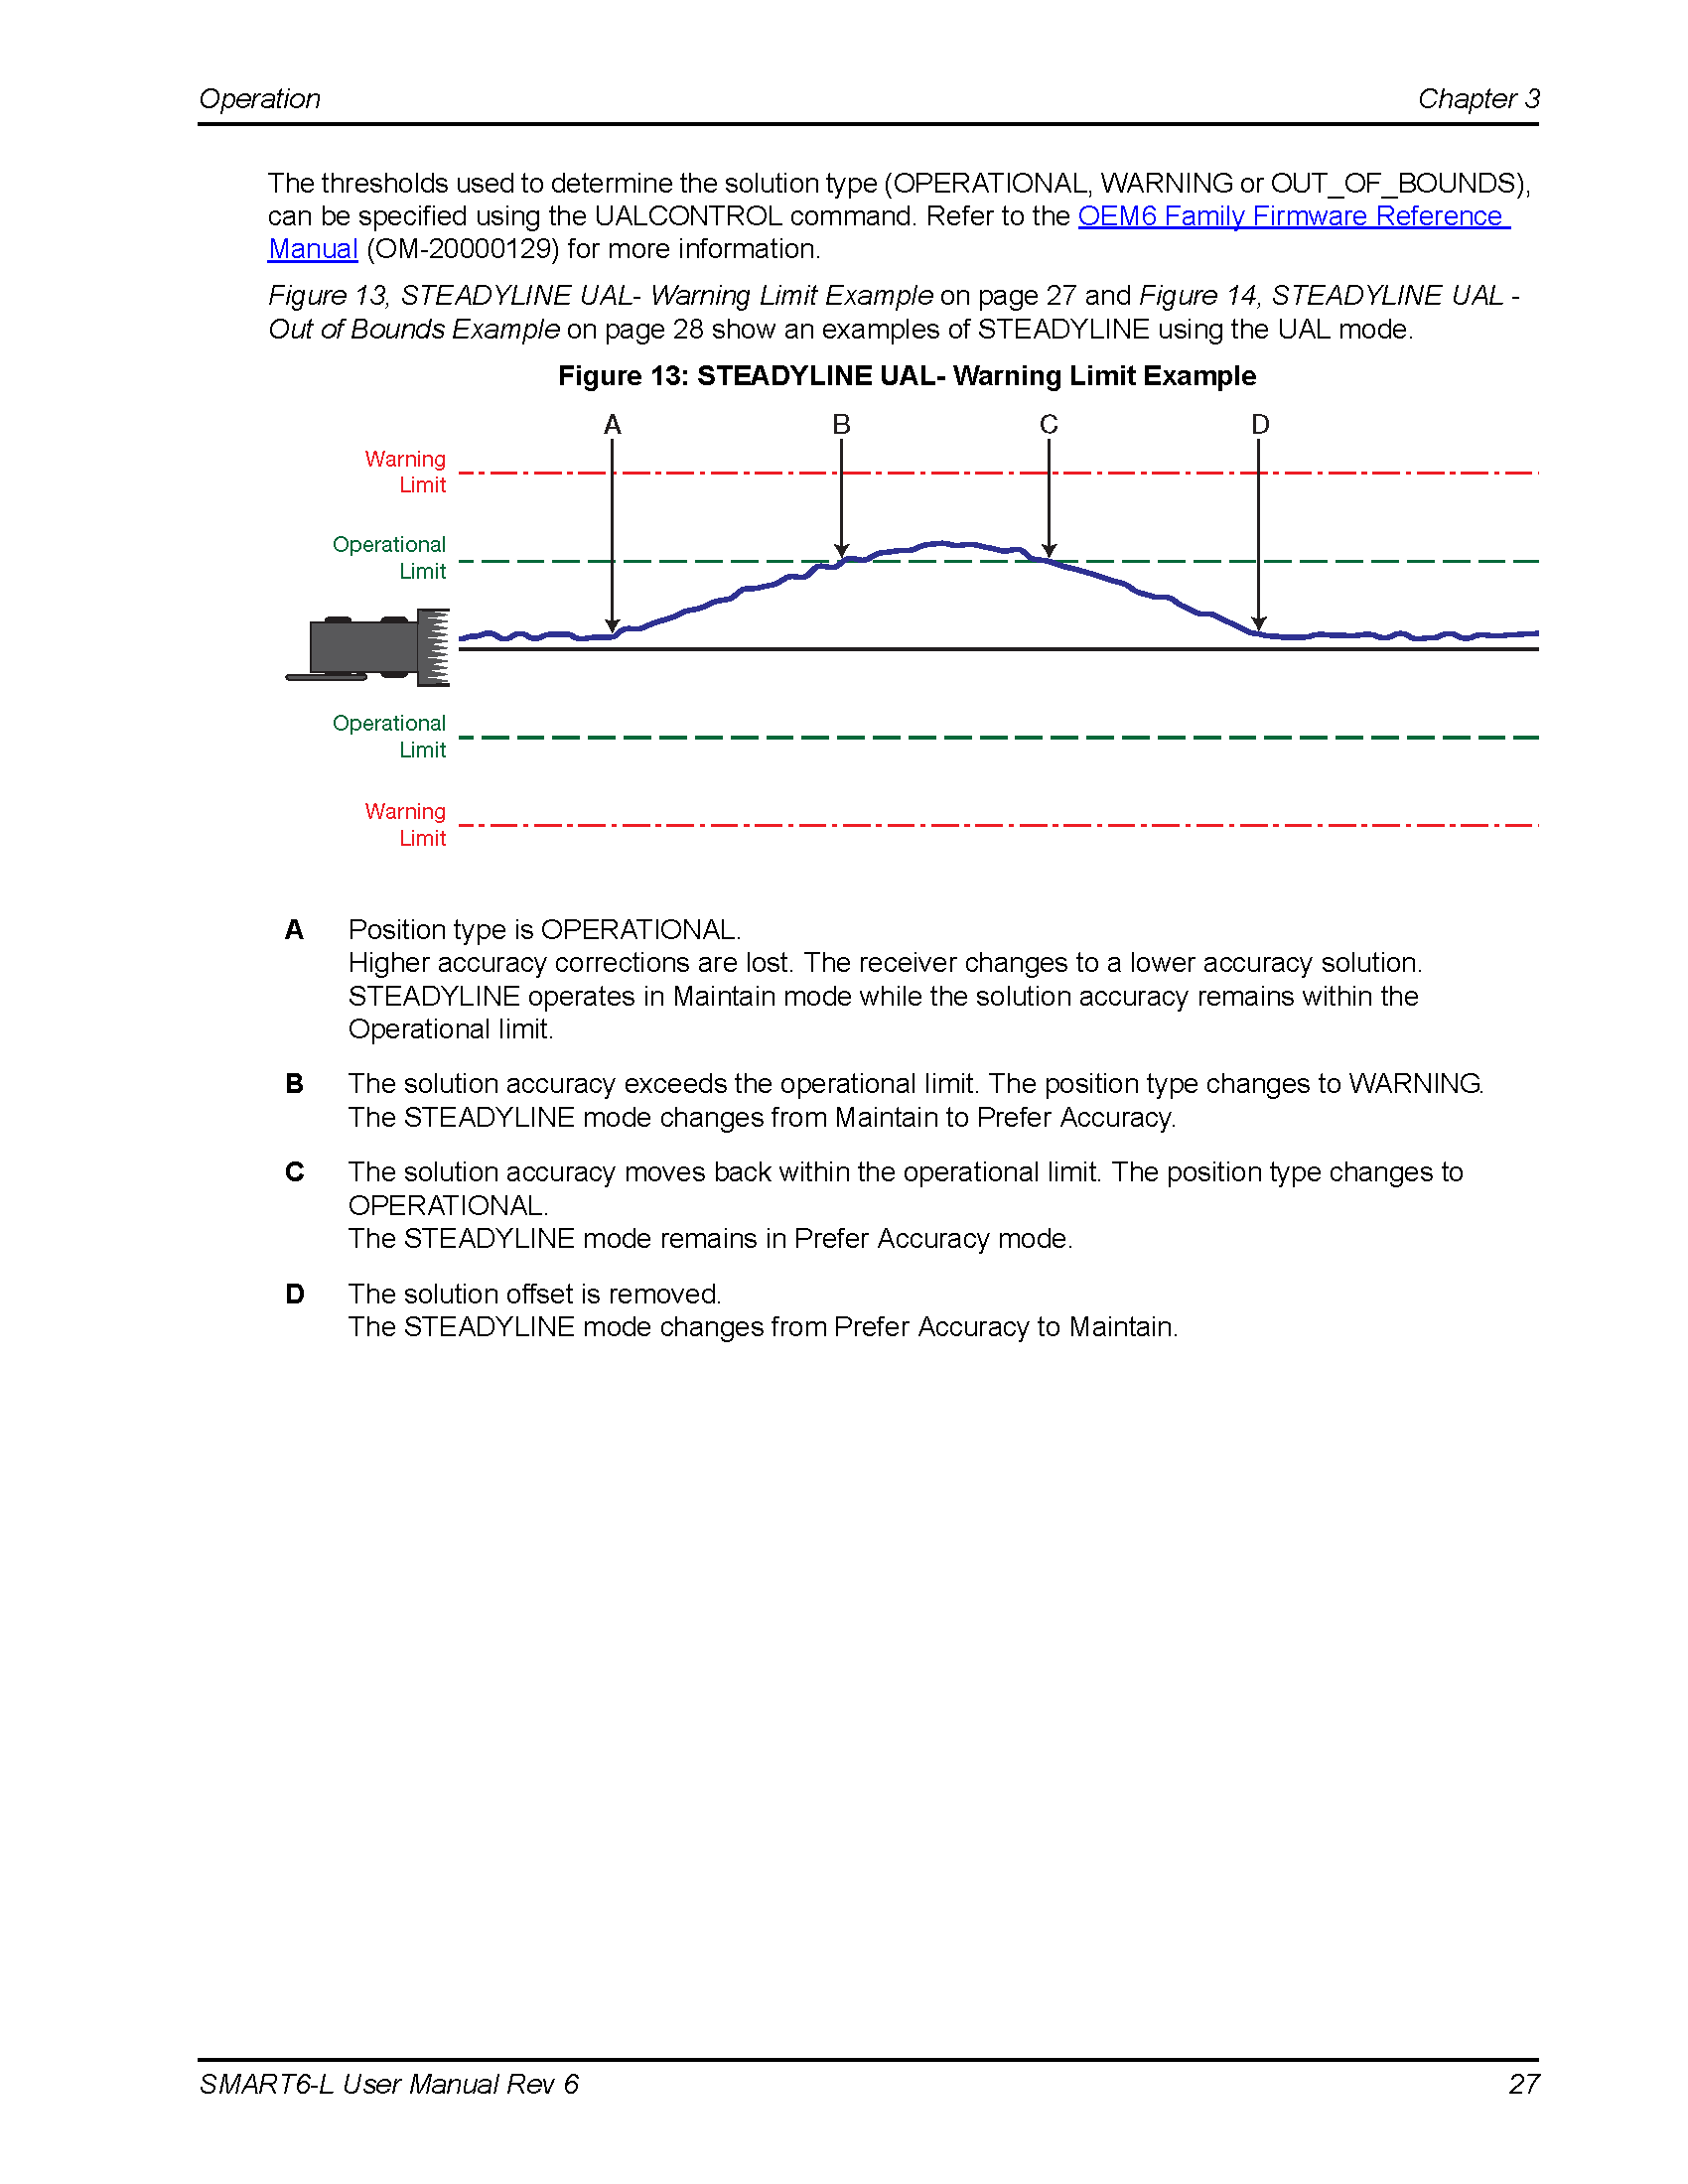 Operation Chapter 3
The thresholds used to determine the solution type (OPERATIONAL, WARNING or OUT_OF_BOUNDS),
can be specified using the UALCONTROL command. Refer to the OEM6 Family Firmware Reference
Manual (OM-20000129) for more information.
Figure 13, STEADYLINE UAL- Warning Limit Example on page 27 and Figure 14, STEADYLINE UAL -
Out of Bounds Example on page 28 show an examples of STEADYLINE using the UAL mode.
Figure 13: STEADYLINE UAL- Warning Limit Example
A B C D
Warning
Limit
Operational
Limit
Operational
Limit
Warning
Limit
A Position type is OPERATIONAL.
Higher accuracy corrections are lost. The receiver changes to a lower accuracy solution.
STEADYLINE operates in Maintain mode while the solution accuracy remains within the
Operational limit.
B The solution accuracy exceeds the operational limit. The position type changes to WARNING.
The STEADYLINE mode changes from Maintain to Prefer Accuracy.
C The solution accuracy moves back within the operational limit. The position type changes to
OPERATIONAL.
The STEADYLINE mode remains in Prefer Accuracy mode.
D The solution offset is removed.
The STEADYLINE mode changes from Prefer Accuracy to Maintain.
SMART6-L User Manual Rev 6 27